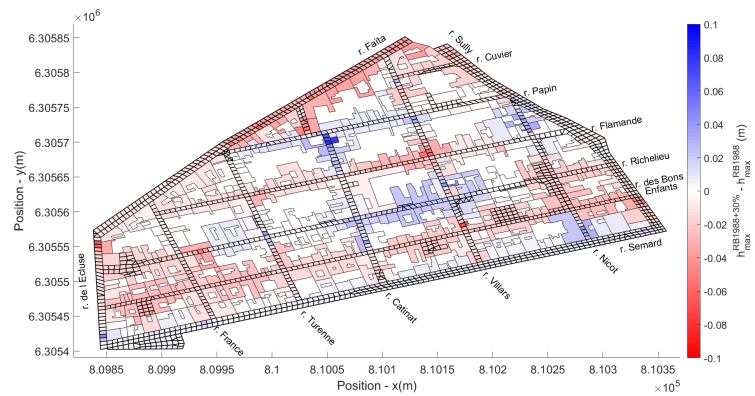 ×10⁶
6.30585
6.3058
6.30575
6.3057
6.30565
6.3056
6.30555
6.3055
6.30545
6.3054
Position - y(m)
8.0985
8.099
8.0995
8.1
8.1005
8.101
8.1015
8.102
8.1025
8.103
8.1035
Position - x(m)
×10⁵
r. Faïta
r. Sully
r. Cuvier
r. Papin
r. Flamande
r. Richelieu
r. des Bons
Enfants
r. Semard
r. Nicot
r. Villars
r. Catinat
r. Turenne
r. France
r. de l Ecluse
0.1
0.08
0.06
0.04
0.02
0
-0.02
-0.04
-0.06
-0.08
-0.1
h_max^RB1988+30% - h_max^RB1988 (m)